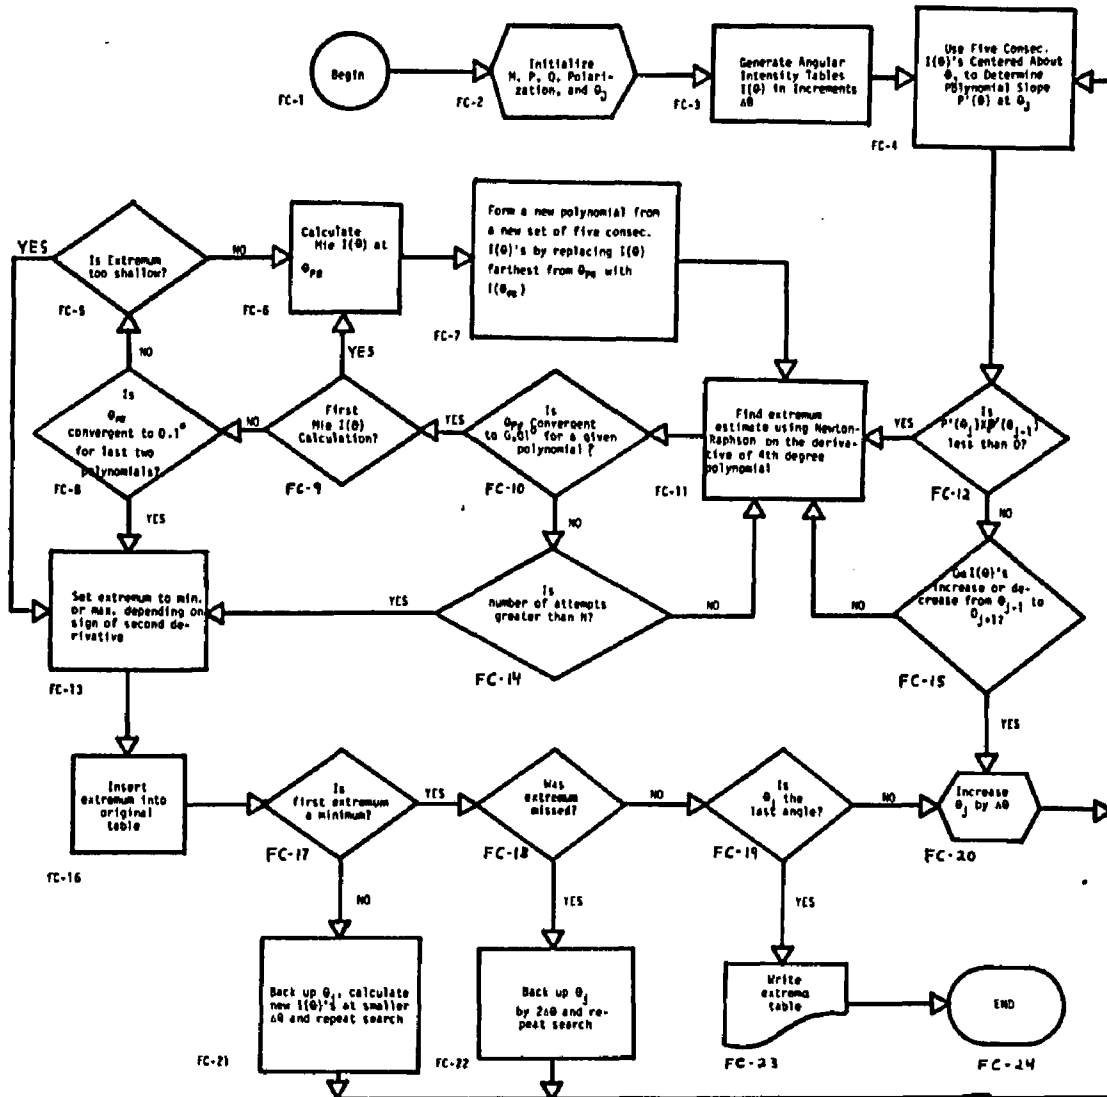 Begin
FC-1
Initialize
M, P, Q, Polari-
zation, and θj
FC-2
Generate Angular
Intensity Tables
I(θ) in Increments
Δθ
FC-3
Use Five Consec.
I(θ)'s Centered About
θj to Determine
Polynomial Slope
P'(θ) at θj
FC-4
YES
Is Extremum
too shallow?
FC-5
NO
Calculate
Mie I(θ) at
θPR
FC-6
Form a new polynomial from
a new set of five consec.
I(θ)'s by replacing I(θ)
farthest from θPR with
I(θPR)
FC-7
NO
YES
Is
θPR
convergent to 0.1°
for last two
polynomials?
FC-8
YES
NO
First
Mie I(θ)
Calculation?
FC-9
YES
Is
θPR Convergent
to 0.01° for a given
polynomial?
FC-10
NO
Find extremum
estimate using Newton-
Raphson on the deriva-
tive of 4th degree
polynomial
FC-11
YES
Is
P'(θj)XP'(θj-1)
less than 0?
FC-12
NO
Set extremum to min.
or max. depending on
sign of second de-
rivative
FC-13
YES
Is
number of attempts
greater than N?
FC-14
NO
NO
Do I(θ)'s
increase or de-
crease from θj-1 to
θj+1?
FC-15
YES
Insert
extremum into
original
table
FC-16
Is
first extremum
a minimum?
FC-17
YES
NO
Was
extremum
missed?
FC-18
NO
YES
Is
θj the
last angle?
FC-19
NO
YES
Increase
θj by Δθ
FC-20
Back up θj, calculate
new I(θ)'s at smaller
Δθ and repeat search
FC-21
Back up θj
by 2Δθ and re-
peat search
FC-22
Write
extrema
table
FC-23
END
FC-24